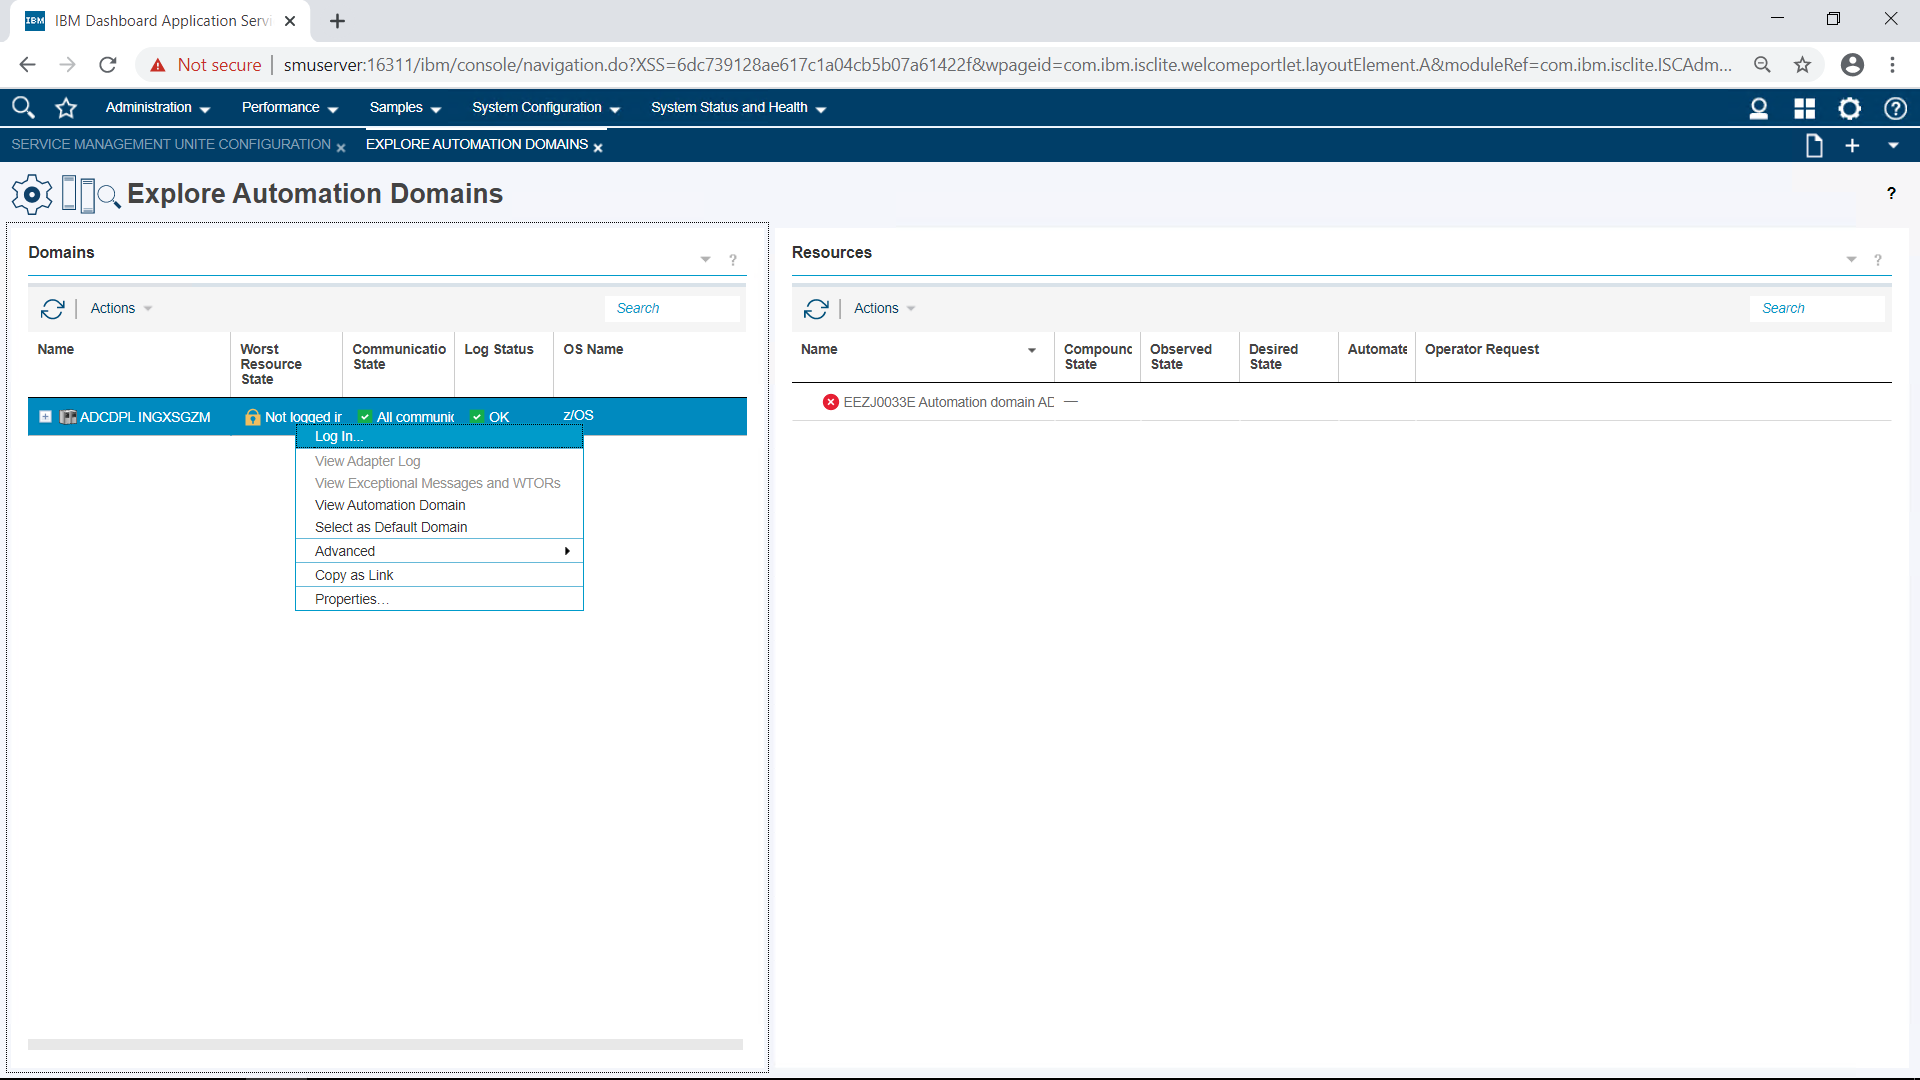 IBM Dashboard Application Servi
Not secure
smuserver:16311/ibm/console/navigation.do?XSS=6dc739128ae617c1a04cb5b07a61422f&wpageid=com.ibm.isclite.welcomeportlet.layoutElement.A&moduleRef=com.ibm.isclite.ISCAdm...
Administration Performance Samples System Configuration System Status and Health
SERVICE MANAGEMENT UNITE CONFIGURATION EXPLORE AUTOMATION DOMAINS
Explore Automation Domains ?
Domains ?
Actions Search
Name Worst Resource State Communicatio State Log Status OS Name
ADCDPL INGXSGZM Not logged in All communic OK z/OS
Log In...
View Adapter Log
View Exceptional Messages and WTORs
View Automation Domain
Select as Default Domain
Advanced
Copy as Link
Properties...
Resources ?
Actions Search
Name Compound State Observed State Desired State Automate Operator Request
EEZJ0033E Automation domain AD —